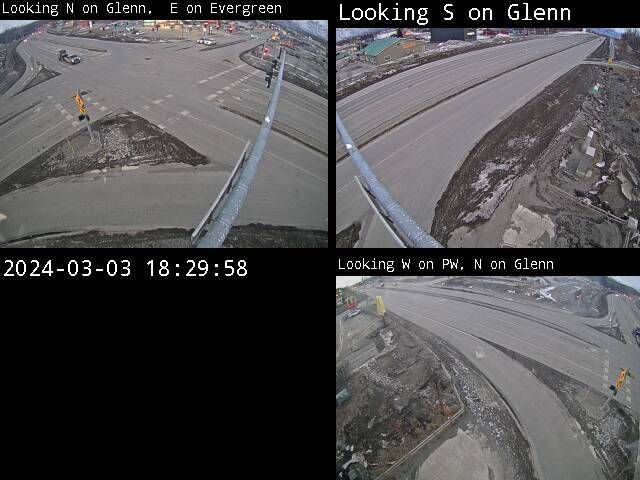 Looking N on Glenn,  E on Evergreen
Looking S on Glenn
2024-03-03 18:29:58
Looking W on PW, N on Glenn